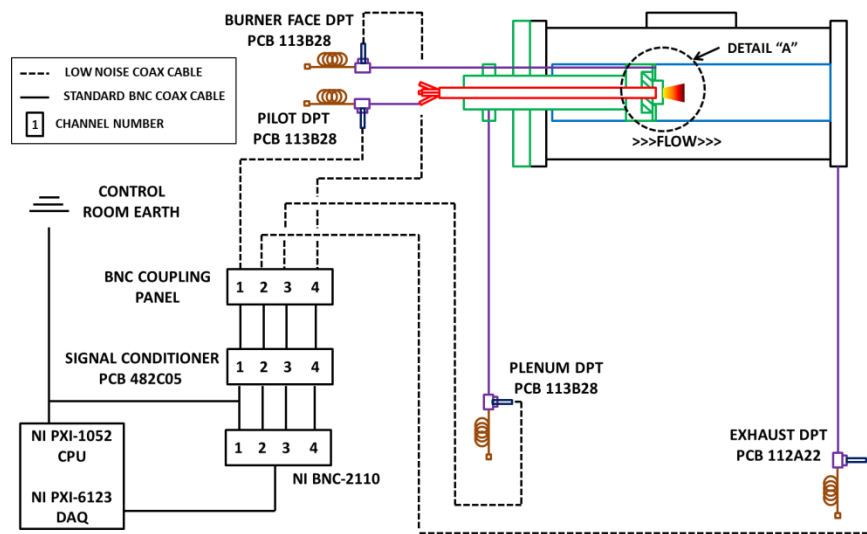 BURNER FACE DPT
PCB 113B28
LOW NOISE COAX CABLE
STANDARD BNC COAX CABLE
1 CHANNEL NUMBER
PILOT DPT
PCB 113B28
DETAIL “A”
>>>FLOW>>>
CONTROL
ROOM EARTH
BNC COUPLING
PANEL
1 2 3 4
SIGNAL CONDITIONER
PCB 482C05
1 2 3 4
PLENUM DPT
PCB 113B28
NI PXI-1052
CPU
NI PXI-6123
DAQ
1 2 3 4
NI BNC-2110
EXHAUST DPT
PCB 112A22